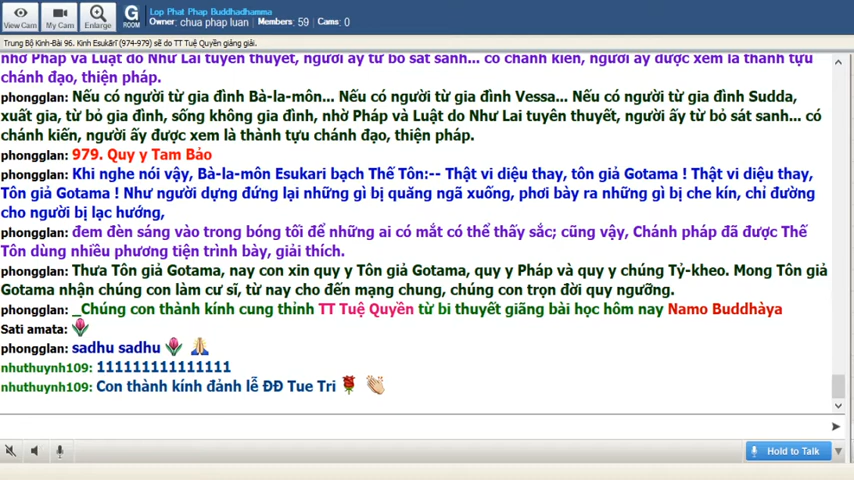 View Cam
My Cam
Enlarge
G
ROOM
Lop Phat Phap Buddhadhamma
Owner: chua phap luan Members: 59 Cams: 0
Trung Bộ Kinh-Bài 96. Kinh Esukārī (974-979) sẽ do TT Tuệ Quyền giảng giải.
nhờ Pháp và Luật do Như Lai tuyên thuyết, người ấy từ bỏ sát sanh... có chánh kiến, người ấy được xem là thành tựu
chánh đạo, thiện pháp.
phongglan: Nếu có người từ gia đình Bà-la-môn... Nếu có người từ gia đình Vessa... Nếu có người từ gia đình Sudda,
xuất gia, từ bỏ gia đình, sống không gia đình, nhờ Pháp và Luật do Như Lai tuyên thuyết, người ấy từ bỏ sát sanh... có
chánh kiến, người ấy được xem là thành tựu chánh đạo, thiện pháp.
phongglan: 979. Quy y Tam Bảo
phongglan: Khi nghe nói vậy, Bà-la-môn Esukari bạch Thế Tôn:-- Thật vi diệu thay, tôn giả Gotama ! Thật vi diệu thay,
Tôn giả Gotama ! Như người dựng đứng lại những gì bị quăng ngã xuống, phơi bày ra những gì bị che kín, chỉ đường
cho người bị lạc hướng,
phongglan: đem đèn sáng vào trong bóng tối để những ai có mắt có thể thấy sắc; cũng vậy, Chánh pháp đã được Thế
Tôn dùng nhiều phương tiện trình bày, giải thích.
phongglan: Thưa Tôn giả Gotama, nay con xin quy y Tôn giả Gotama, quy y Pháp và quy y chúng Tỷ-kheo. Mong Tôn giả
Gotama nhận chúng con làm cư sĩ, từ nay cho đến mạng chung, chúng con trọn đời quy ngưỡng.
phongglan: _Chúng con thành kính cung thỉnh TT Tuệ Quyền từ bi thuyết giãng bài học hôm nay Namo Buddhàya
Sati amata:
phongglan: sadhu sadhu
nhuthuynh109: 111111111111111
nhuthuynh109: Con thành kính đảnh lễ ĐĐ Tue Tri
Hold to Talk